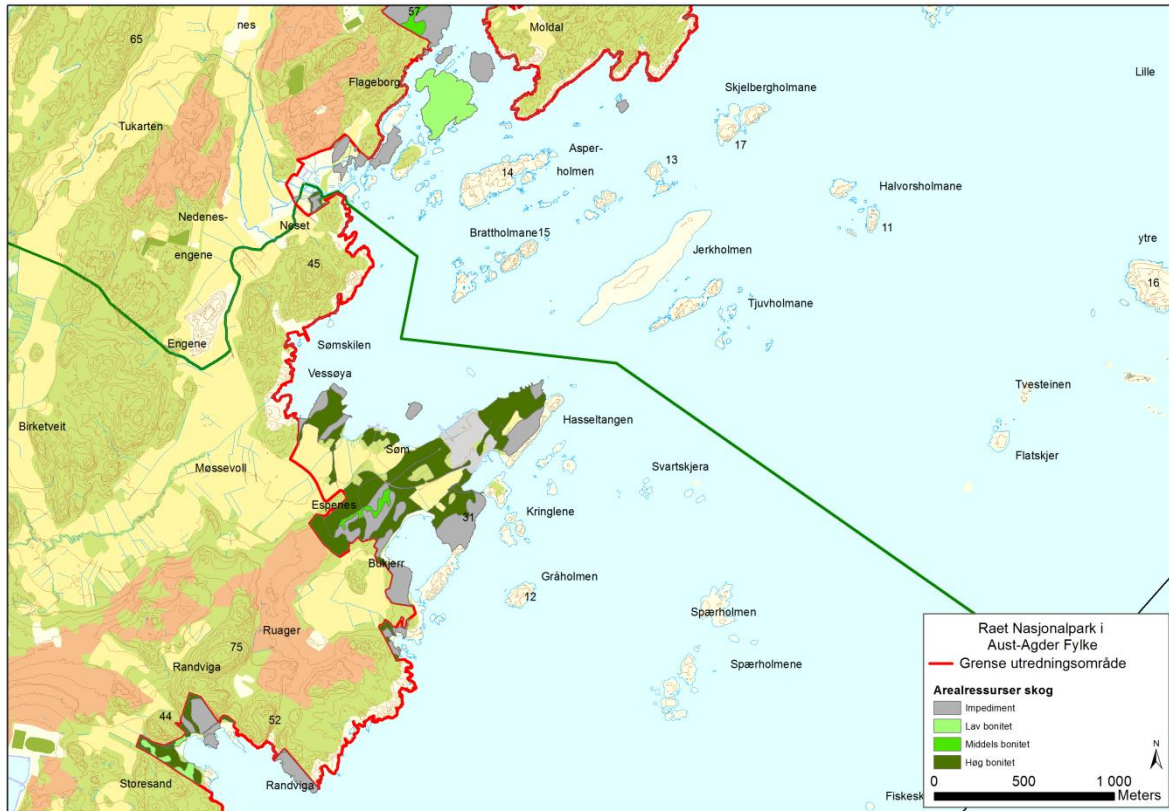 nes
57
Moldal
65
Flageborg
Skjelbergholmane
Lille
Tukarten
17
Asper-
holmen
13
14
Halvorsholmane
11
Nedenes-
engene
Neset
Brattholmane15
Jerkholmen
ytre
45
16
Tjuvholmane
Engene
Sømskilen
Vessøya
Tvesteinen
Hasseltangen
Birketveit
Søm
Flatskjer
Møssevoll
Svartskjera
Espenes
31
Kringlene
Bukjerr
Gråholmen
12
Spærholmen
Ruager
75
Randviga
Spærholmene
44
52
Storesand
Randviga
Fiskesk
Raet Nasjonalpark i
Aust-Agder Fylke
Grense utredningsområde
Arealressurser skog
Impediment
Lav bonitet
Middels bonitet
Høg bonitet
N
0 500 1 000
Meters